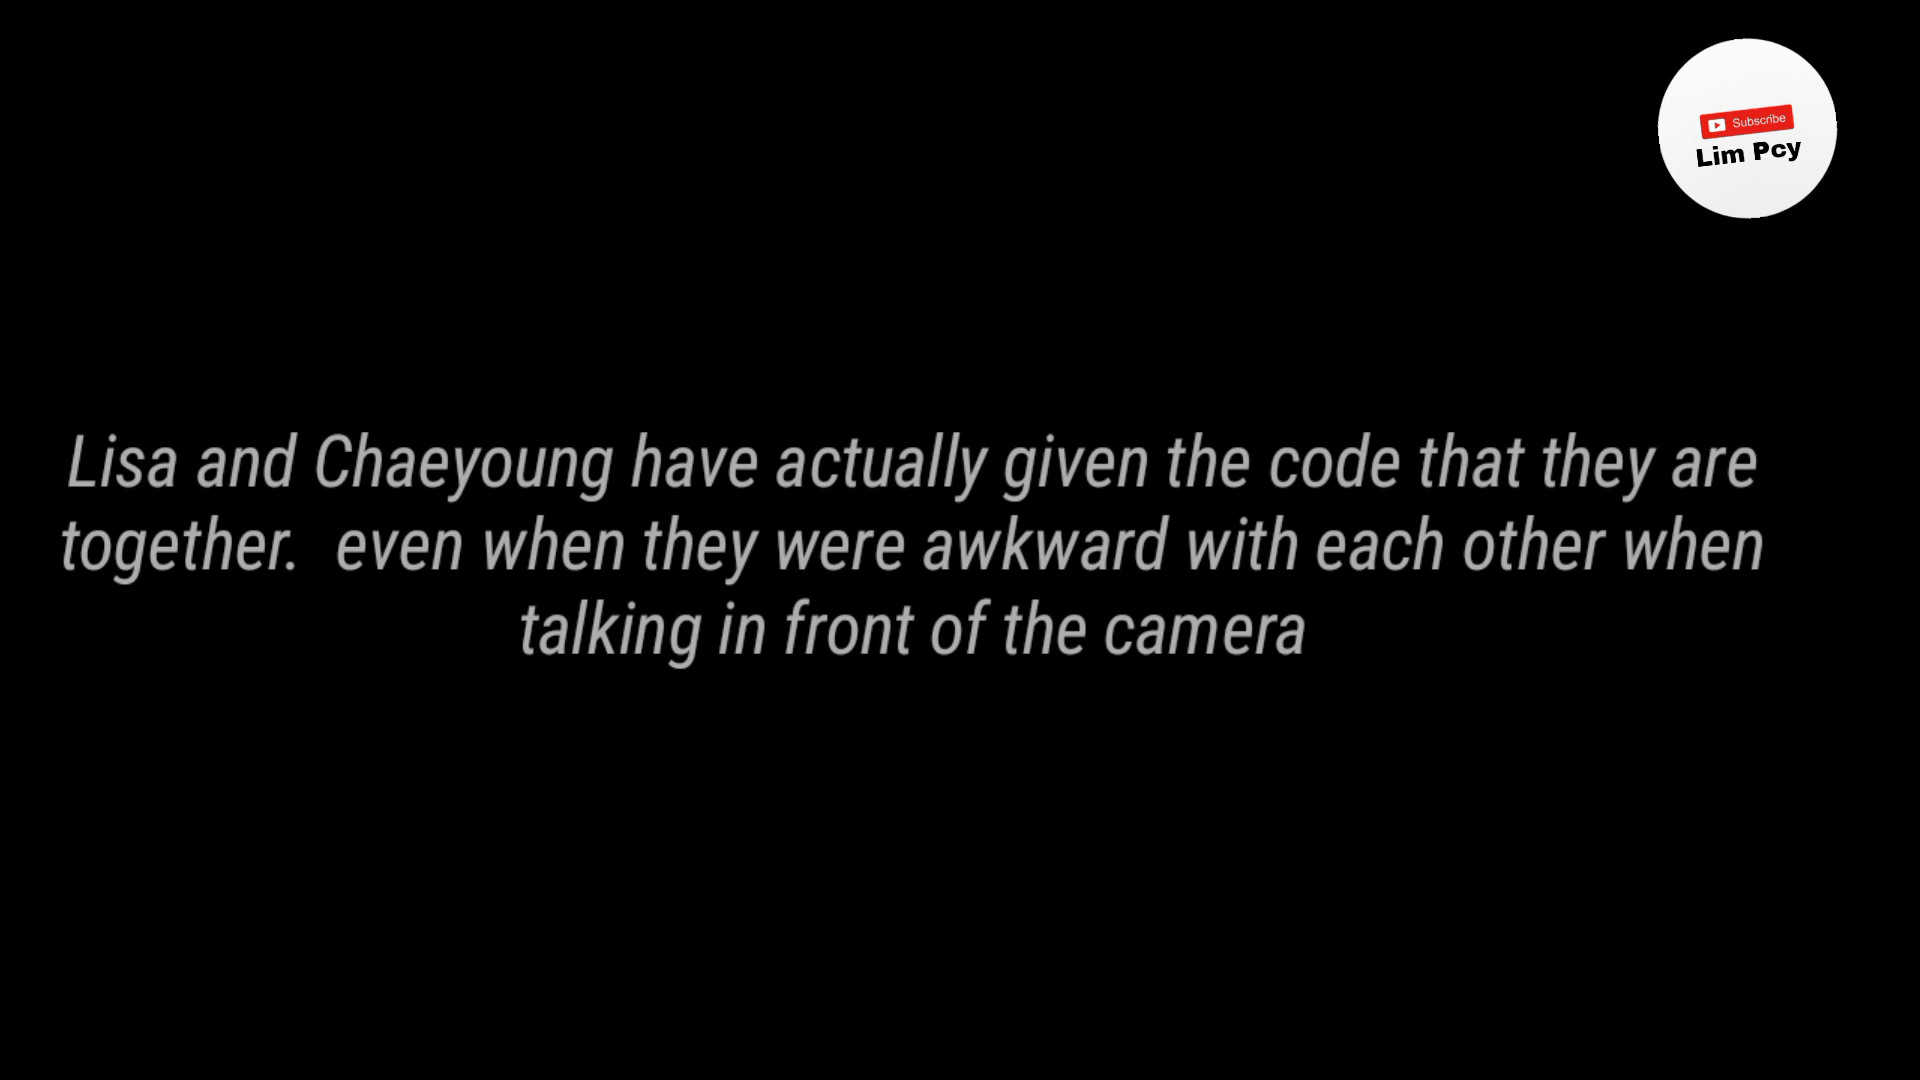 Subscribe
Lim Pcy
Lisa and Chaeyoung have actually given the code that they are
together.  even when they were awkward with each other when
talking in front of the camera